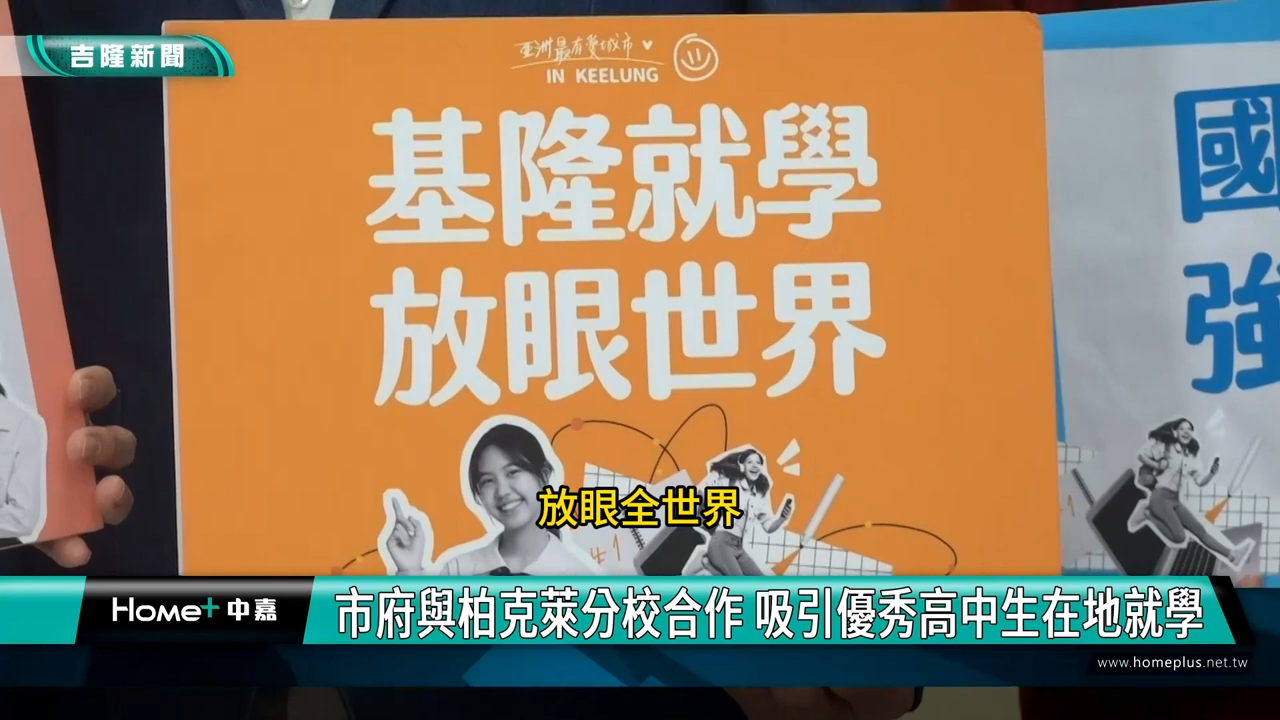 吉隆新聞
亞洲最有愛城市
IN KEELUNG
基隆就學
放眼世界
國
強
放眼全世界
Home+中嘉
市府與柏克萊分校合作 吸引優秀高中生在地就學
www.homeplus.net.tw